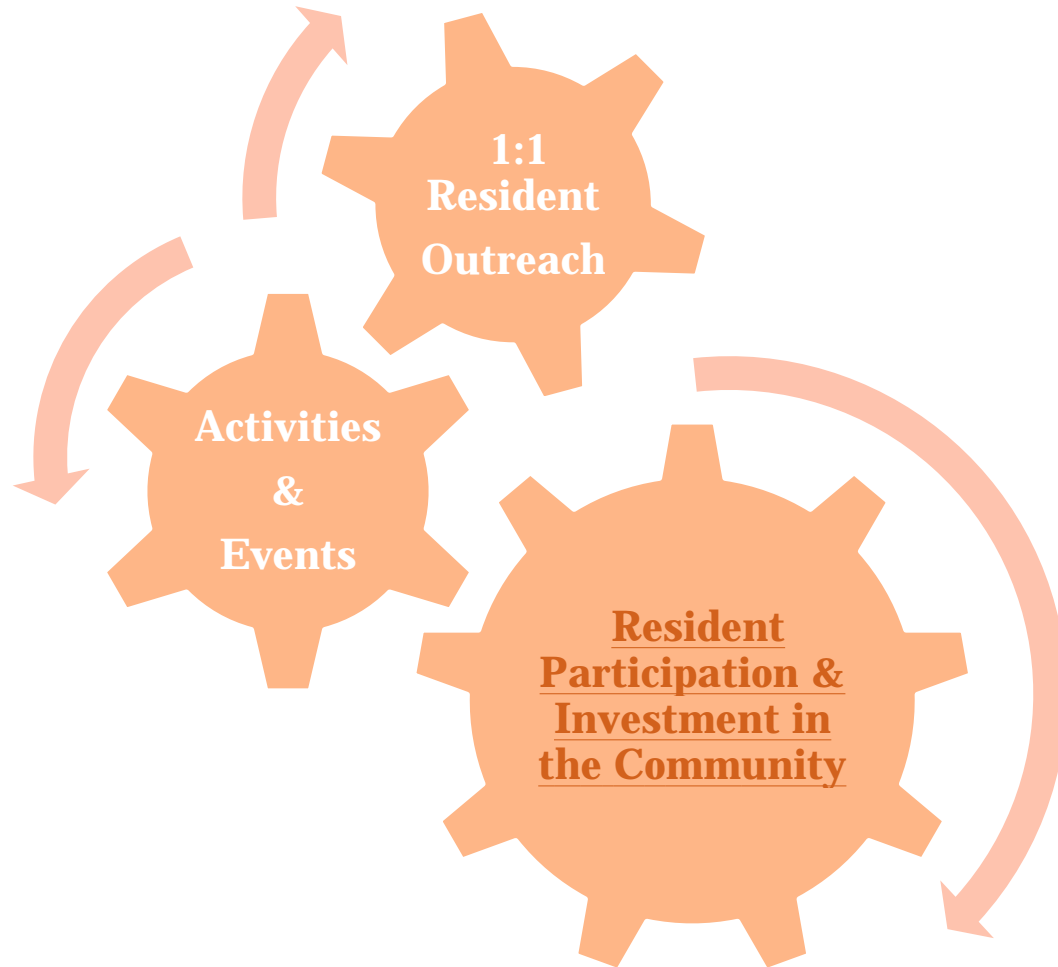 1:1
Resident
Outreach
Activities
&
Events
Resident
Participation &
Investment in
the Community